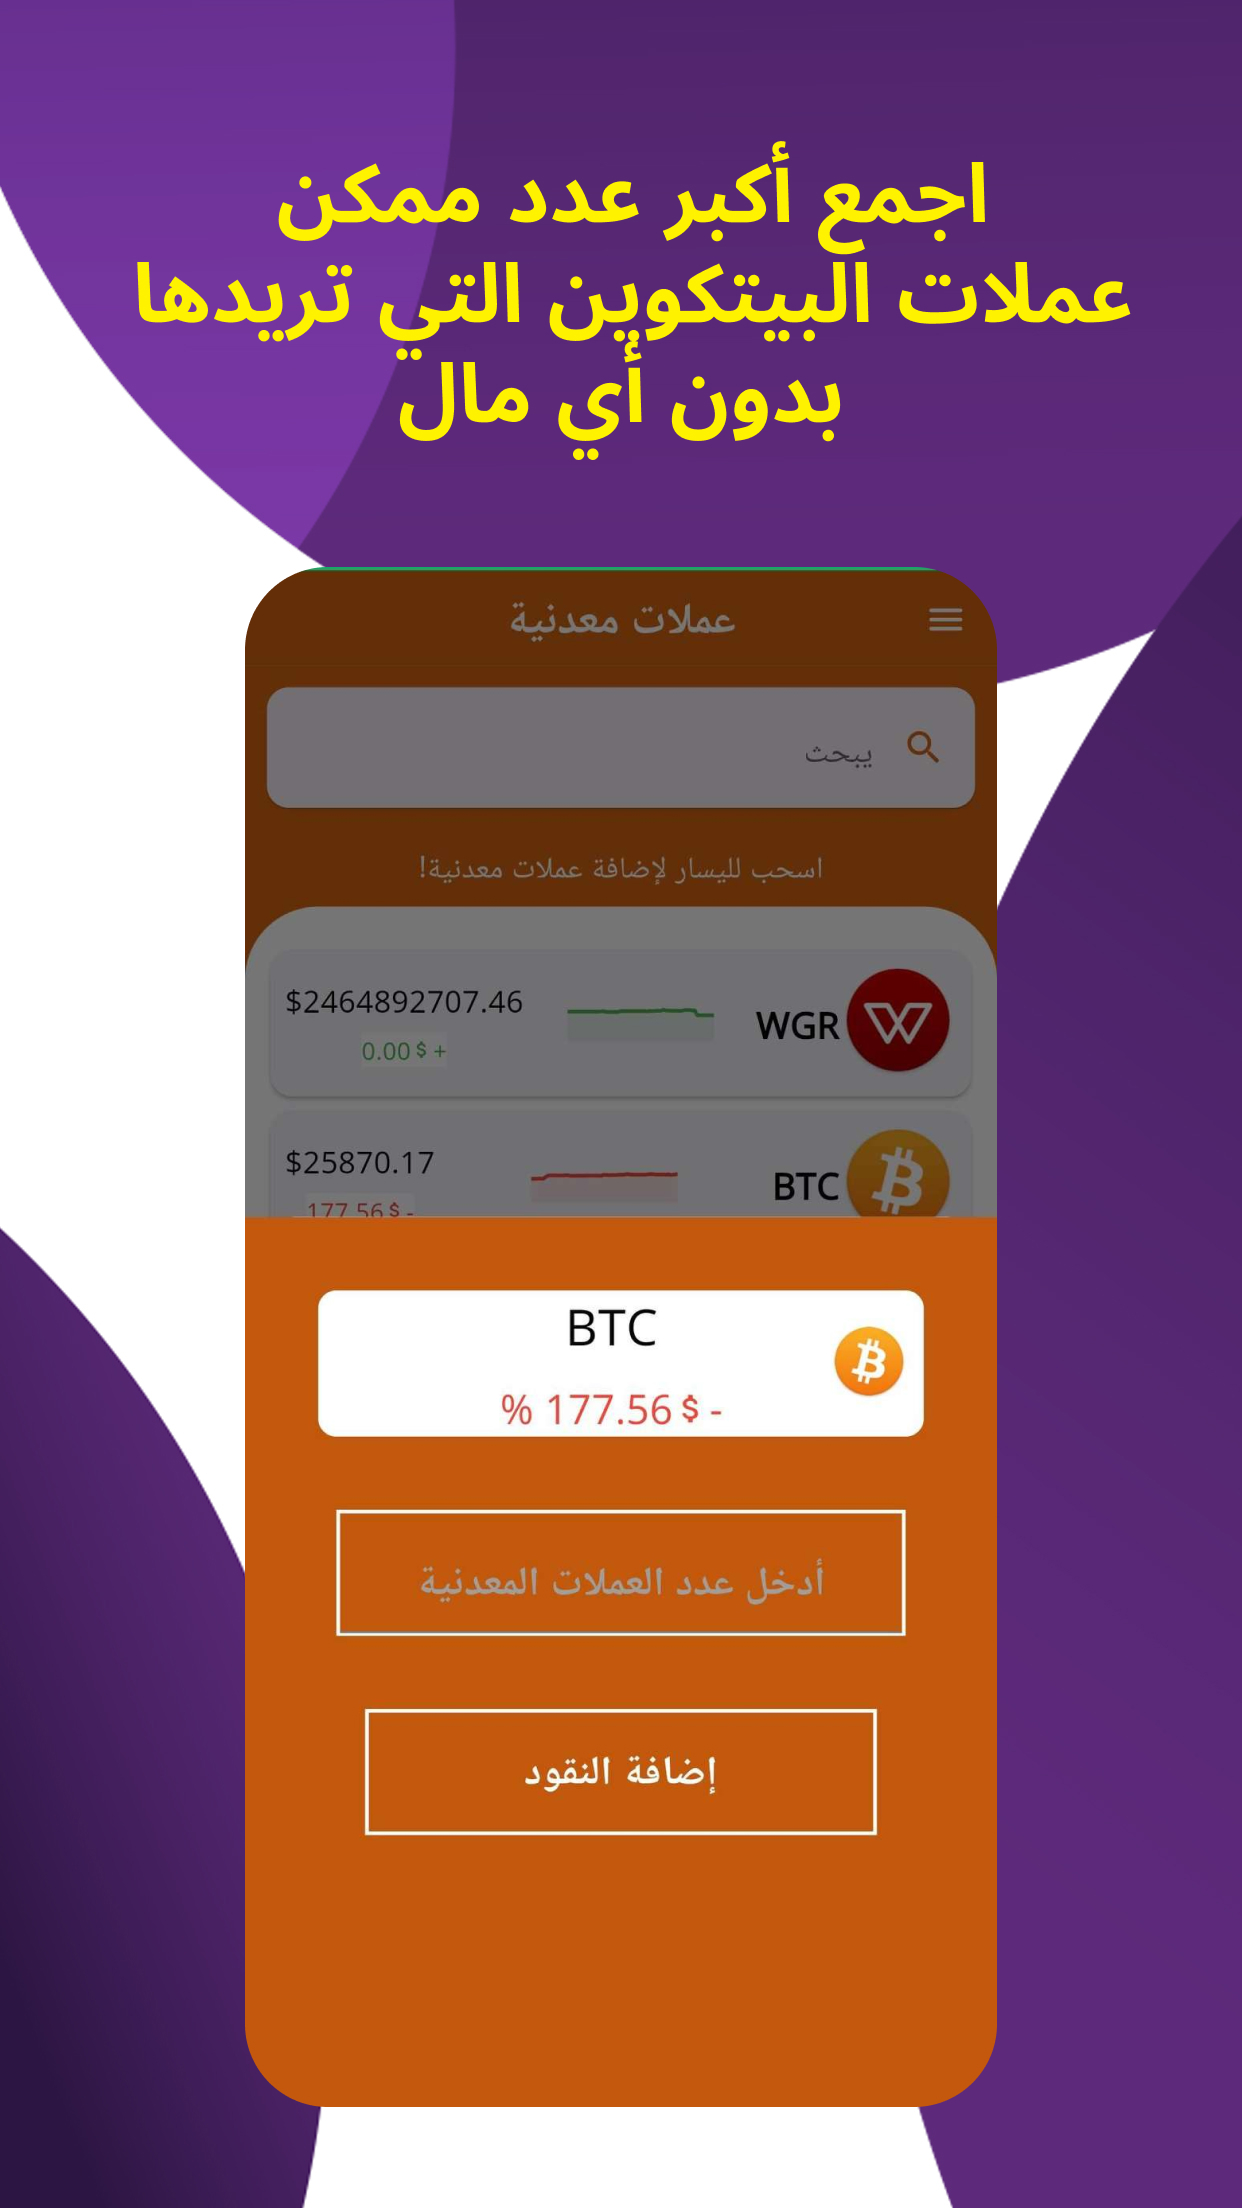 اجمع أكبر عدد ممكن
عملات البيتكوين التي تريدها
بدون أي مال
عملات معدنية
يبحث
اسحب لليسار لإضافة عملات معدنية!
WGR
$2464892707.46
0.00 $ +
BTC
$25870.17
177.56 $ -
BTC
% 177.56 $ -
أدخل عدد العملات المعدنية
إضافة النقود